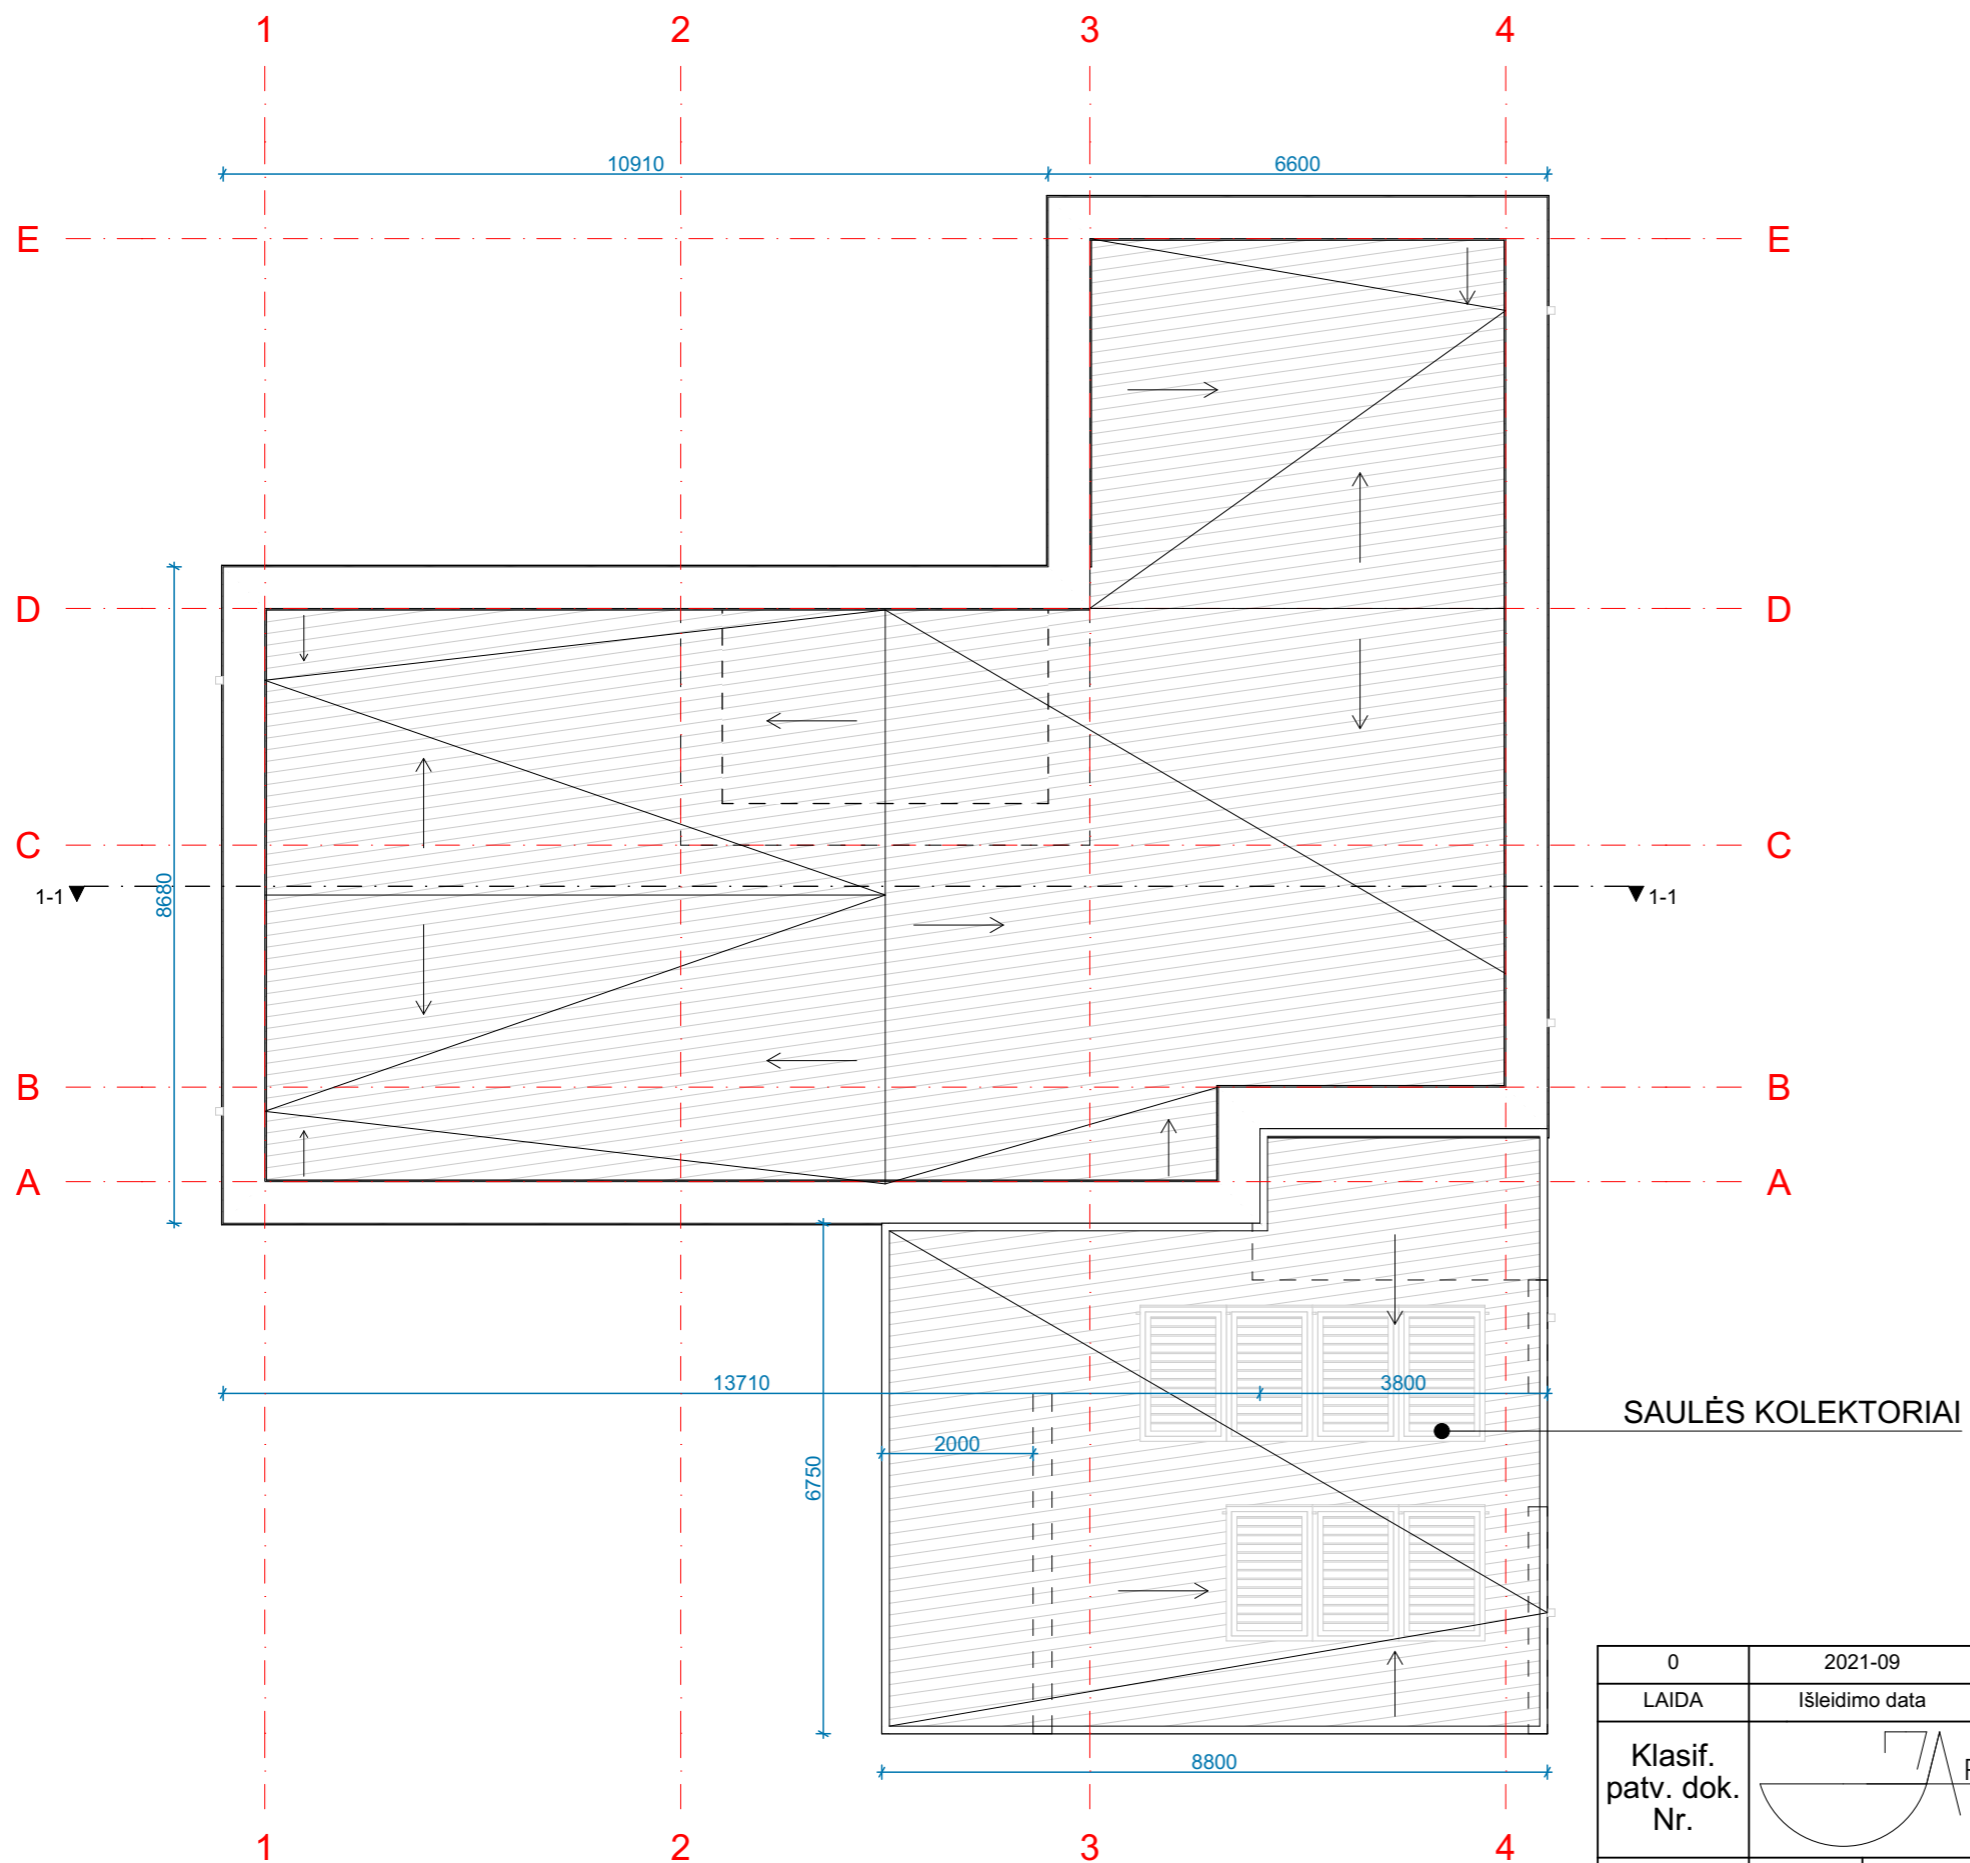 1 2 3 4
10910 6600
E E
D D
C C
8680
1-1 1-1
B B
A A
13710 3800
SAULĖS KOLEKTORIAI
2000
6750
8800
0 2021-09
LAIDA Išleidimo data
Klasif.
patv. dok.
Nr.
1 2 3 4